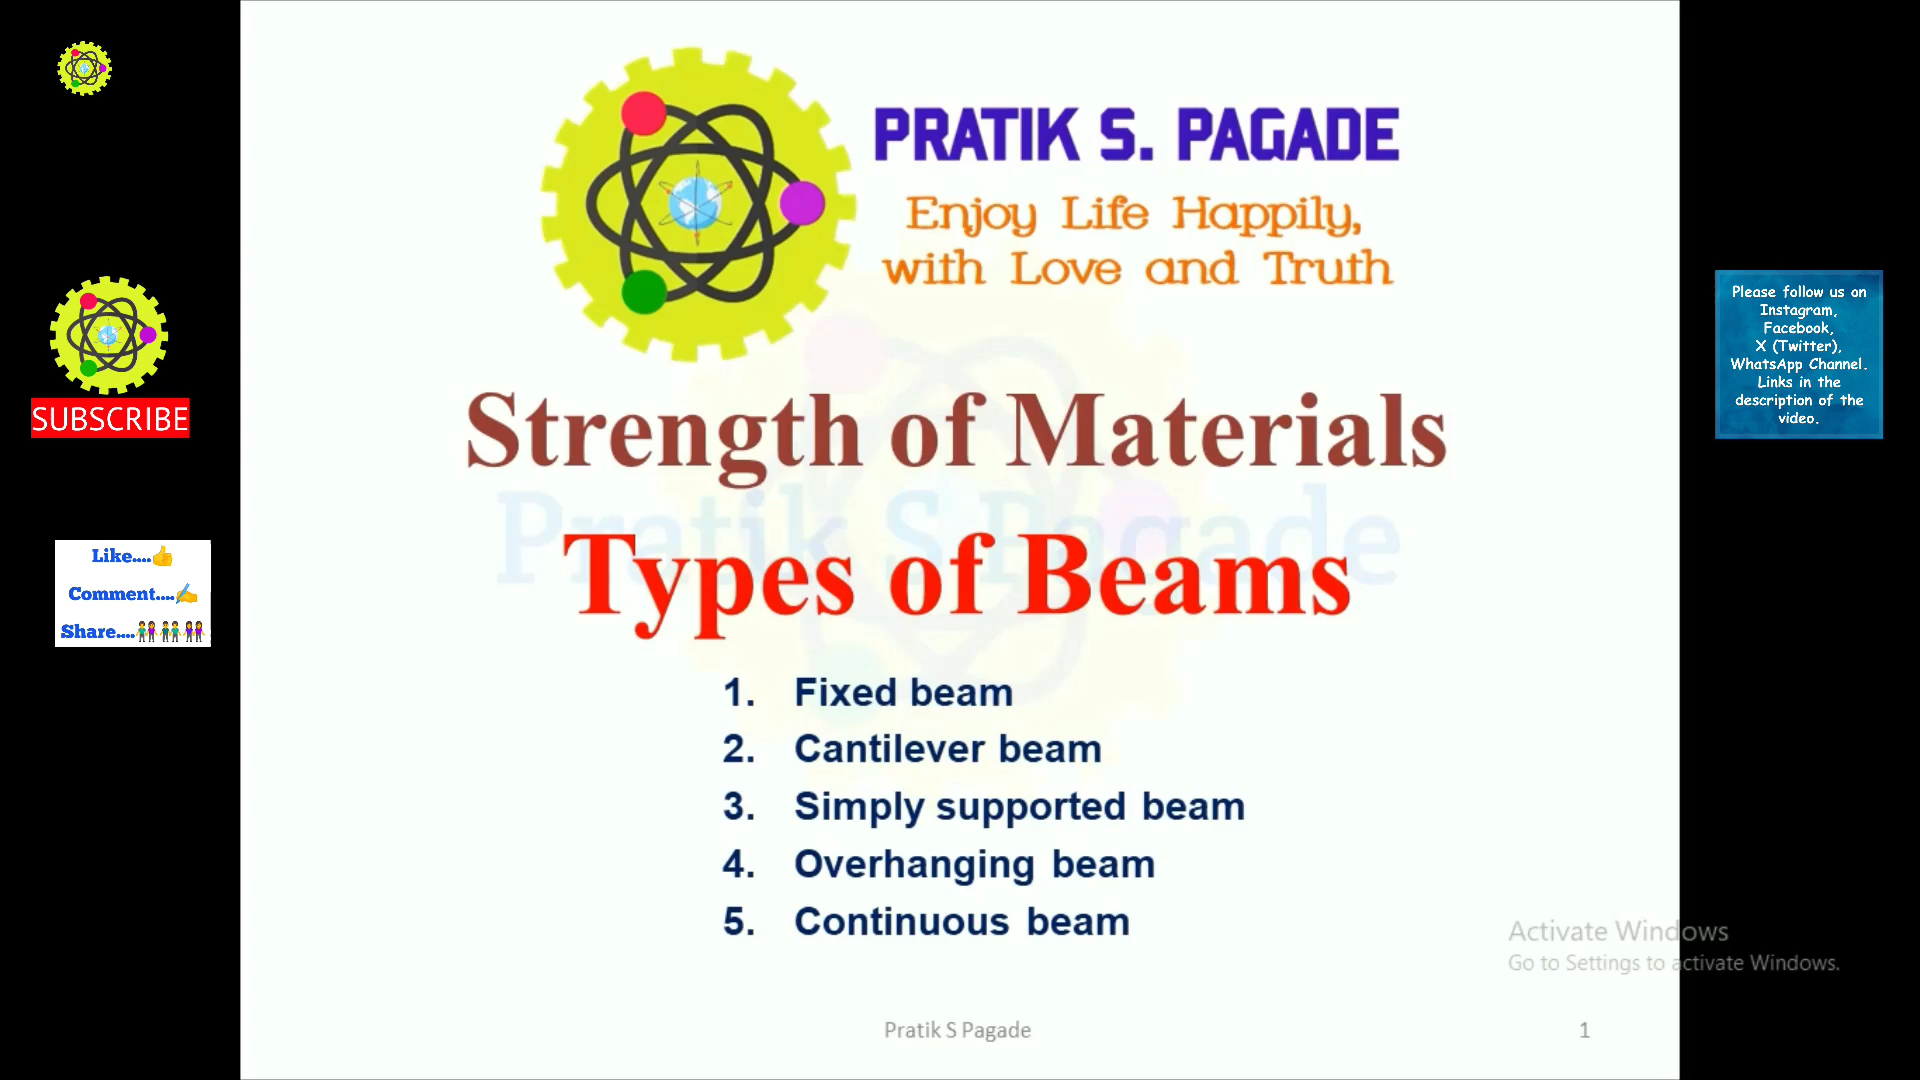 PRATIK S. PAGADE
Enjoy Life Happily,
with Love and Truth
Strength of Materials
Pratik S Pagade
Types of Beams
1. Fixed beam
2. Cantilever beam
3. Simply supported beam
4. Overhanging beam
5. Continuous beam
SUBSCRIBE
Like....👍
Comment....✍️
Share....👫👬👭
Please follow us on
Instagram,
Facebook,
X (Twitter),
WhatsApp Channel.
Links in the
description of the
video.
Activate Windows
Go to Settings to activate Windows.
Pratik S Pagade
1